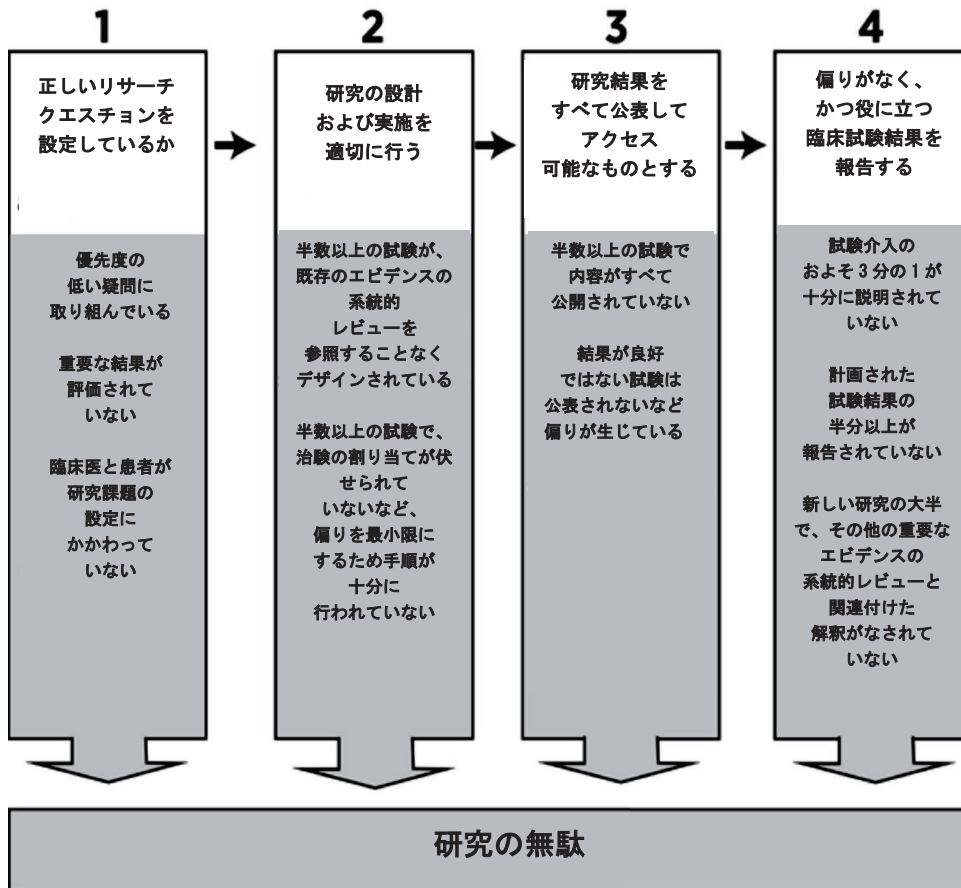 1
正しいリサーチ
クエスチョンを
設定しているか
優先度の
低い疑問に
取り組んでいる
重要な結果が
評価されて
いない
臨床医と患者が
研究課題の
設定に
かかわって
いない
2
研究の設計
および実施を
適切に行う
半数以上の試験が、
既存のエビデンスの
系統的
レビューを
参照することなく
デザインされている
半数以上の試験で、
治験の割り当てが伏
せられて
いないなど、
偏りを最小限に
するため手順が
十分に
行われていない
3
研究結果を
すべて公表して
アクセス
可能なものとする
半数以上の試験で
内容がすべて
公開されていない
結果が良好
ではない試験は
公表されないなど
偏りが生じている
4
偏りがなく、
かつ役に立つ
臨床試験結果を
報告する
試験介入の
およそ3分の1が
十分に説明されて
いない
計画された
試験結果の
半分以上が
報告されていない
新しい研究の大半
で、その他の重要な
エビデンスの
系統的レビューと
関連付けた
解釈がなされて
いない
研究の無駄